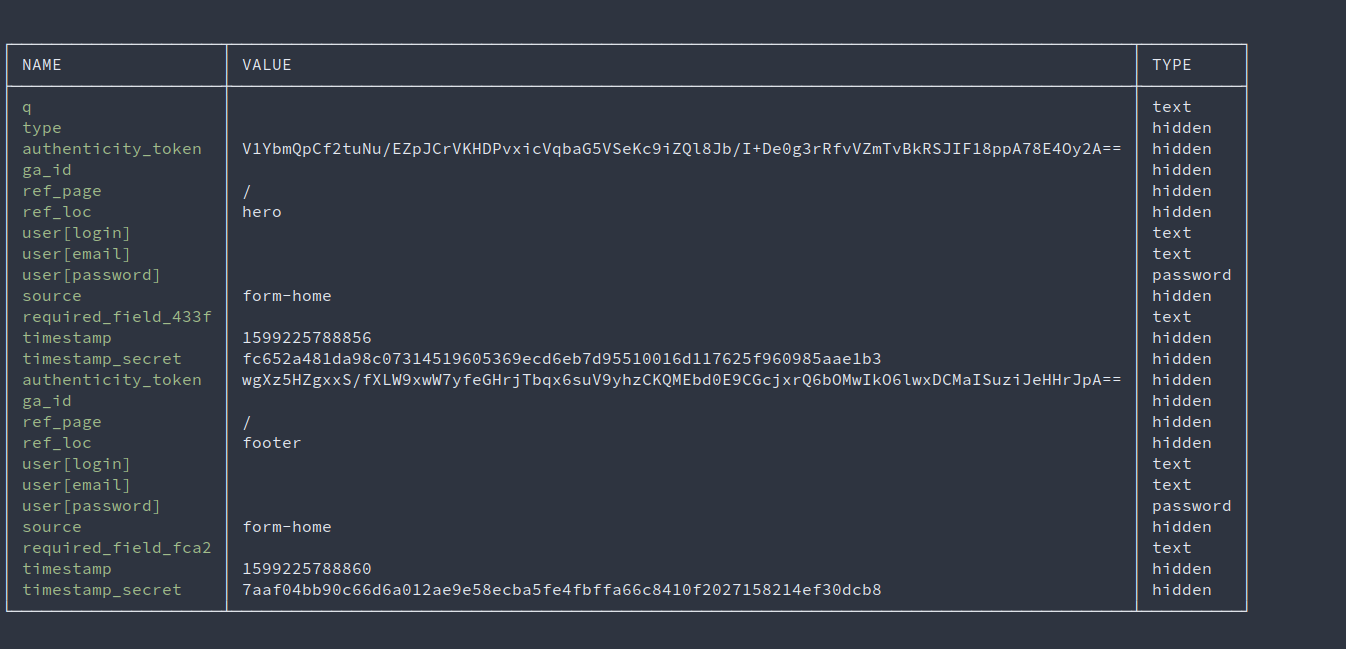 NAME VALUE TYPE
q text
type hidden
authenticity_token V1YbmQpCf2tuNu/EZpJCrVKHDPvxicVqbaG5VSeKc9iZQl8Jb/I+De0g3rRfvVZmTvBkRSJIF18ppA78E4Oy2A== hidden
ga_id hidden
ref_page / hidden
ref_loc hero hidden
user[login] text
user[email] text
user[password] password
source form-home hidden
required_field_433f text
timestamp 1599225788856 hidden
timestamp_secret fc652a481da98c07314519605369ecd6eb7d95510016d117625f960985aae1b3 hidden
authenticity_token wgXz5HZgxxS/fXLW9xwW7yfeGHrjTbqx6suV9yhzCKQMEbd0E9CGcjxrQ6bOMwIkO6lwxDCMaISuziJeHHrJpA== hidden
ga_id hidden
ref_page / hidden
ref_loc footer hidden
user[login] text
user[email] text
user[password] password
source form-home hidden
required_field_fca2 text
timestamp 1599225788860 hidden
timestamp_secret 7aaf04bb90c66d6a012ae9e58ecba5fe4fbffa66c8410f2027158214ef30dcb8 hidden